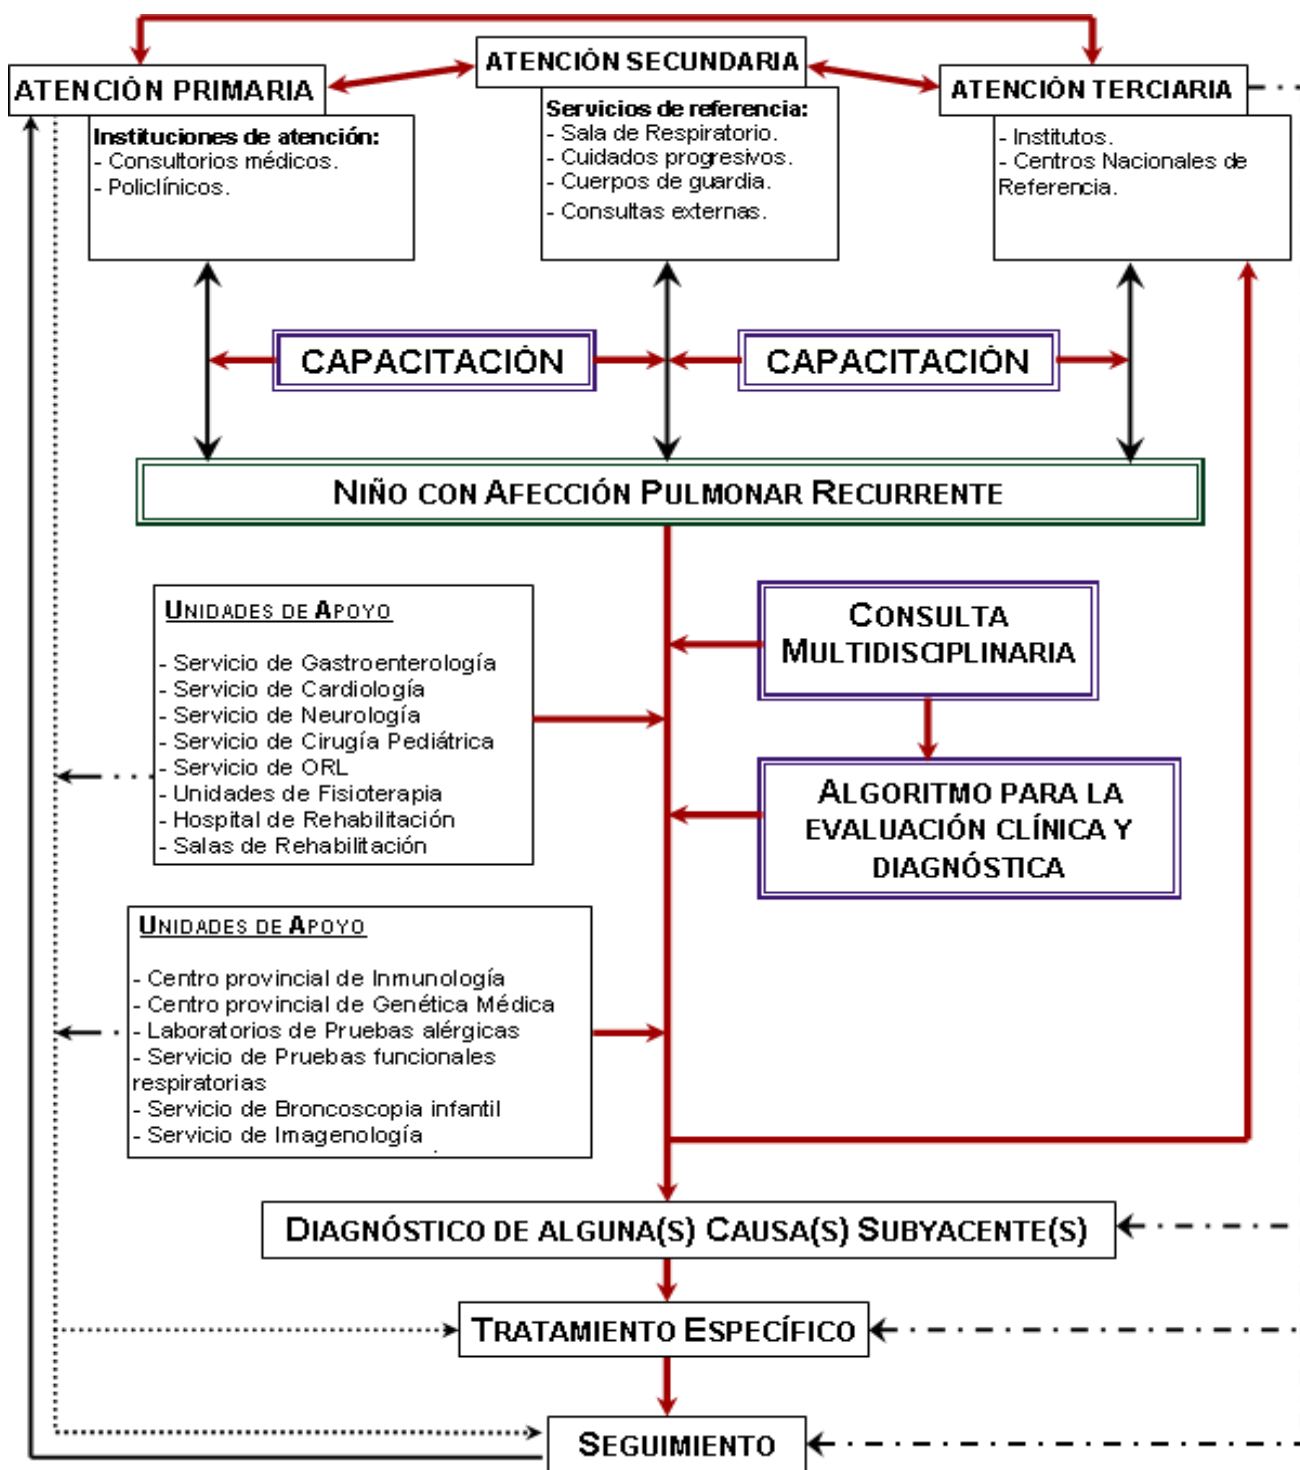 ATENCIÓN PRIMARIA
Instituciones de atención:
- Consultorios médicos.
- Policlínicos.
ATENCIÓN SECUNDARIA
Servicios de referencia:
- Sala de Respiratorio.
- Cuidados progresivos.
- Cuerpos de guardia.
- Consultas externas.
ATENCIÓN TERCIARIA
- Institutos.
- Centros Nacionales de
Referencia.
CAPACITACIÓN
CAPACITACIÓN
NIÑO CON AFECCIÓN PULMONAR RECURRENTE
UNIDADES DE APOYO
- Servicio de Gastroenterología
- Servicio de Cardiología
- Servicio de Neurología
- Servicio de Cirugía Pediátrica
- Servicio de ORL
- Unidades de Fisioterapia
- Hospital de Rehabilitación
- Salas de Rehabilitación
CONSULTA
MULTIDISCIPLINARIA
ALGORITMO PARA LA
EVALUACIÓN CLÍNICA Y
DIAGNÓSTICA
UNIDADES DE APOYO
- Centro provincial de Inmunología
- Centro provincial de Genética Médica
- Laboratorios de Pruebas alérgicas
- Servicio de Pruebas funcionales
respiratorias
- Servicio de Broncoscopia infantil
- Servicio de Imagenología
DIAGNÓSTICO DE ALGUNA(S) CAUSA(S) SUBYACENTE(S)
TRATAMIENTO ESPECÍFICO
SEGUIMIENTO